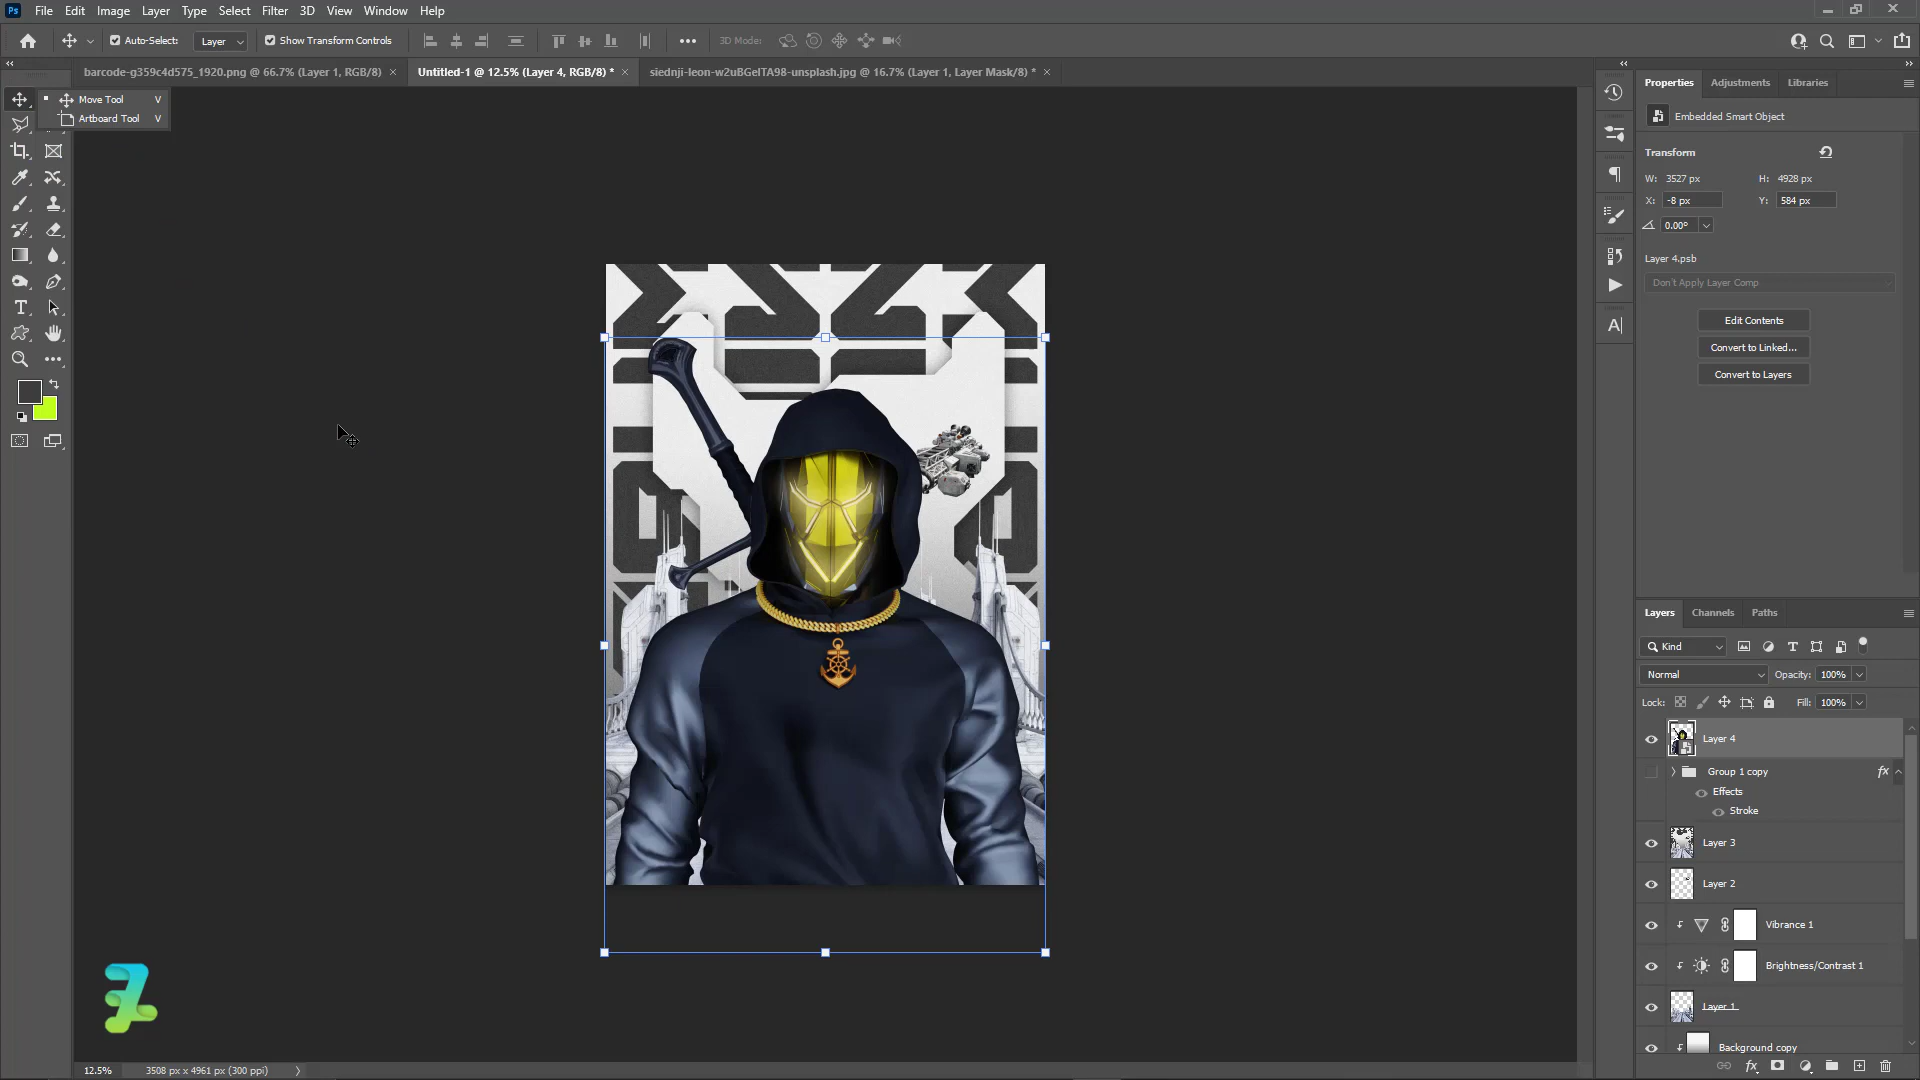 Ps File Edit Image Layer Type Select Filter 3D View Window Help
Auto-Select: Layer Show Transform Controls 3D Mode:
barcode-g359c4d575_1920.png @ 66.7% (Layer 1, RGB/8) × Untitled-1 @ 12.5% (Layer 4, RGB/8) * × siednji-leon-w2uBGeITA98-unsplash.jpg @ 16.7% (Layer 1, Layer Mask/8) * ×
Move Tool V
Artboard Tool V
Properties Adjustments Libraries
Embedded Smart Object
Transform
W: 3527 px H: 4928 px
X: -8 px Y: 584 px
0.00°
Layer 4.psb
Don't Apply Layer Comp
Edit Contents
Convert to Linked...
Convert to Layers
Layers Channels Paths
Kind
Normal Opacity: 100%
Lock: Fill: 100%
Layer 4
Group 1 copy fx
Effects
Stroke
Layer 3
Layer 2
Vibrance 1
Brightness/Contrast 1
Layer 1
Background copy
fx
12.5% 3508 px x 4961 px (300 ppi)